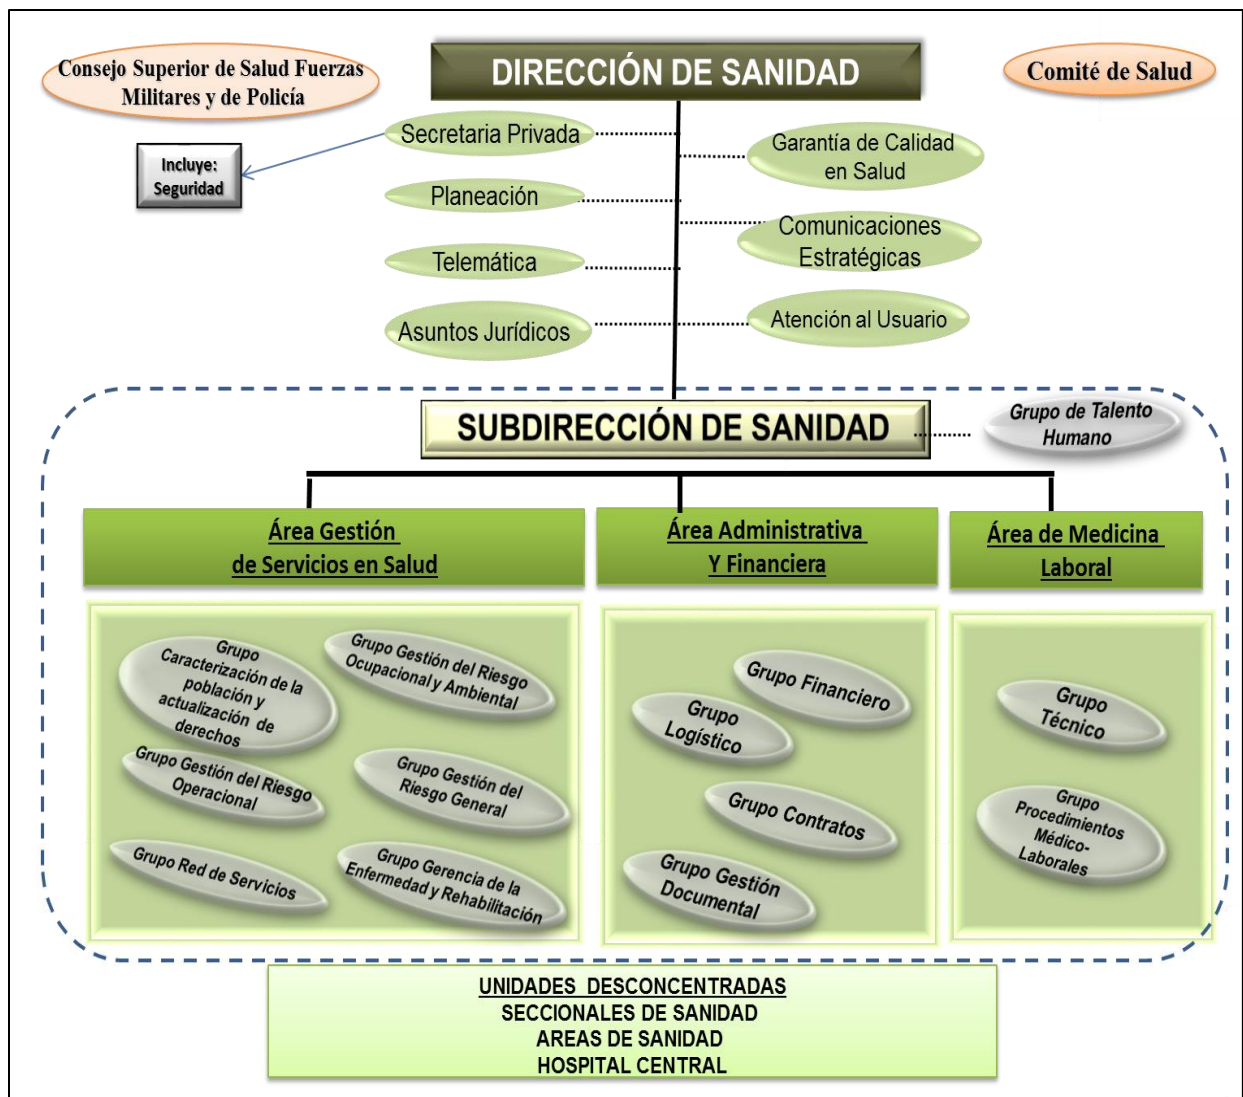 Consejo Superior de Salud Fuerzas
Militares y de Policía
DIRECCIÓN DE SANIDAD
Comité de Salud
Secretaria Privada
Garantía de Calidad
en Salud
Incluye:
Seguridad
Planeación
Comunicaciones
Estratégicas
Telemática
Asuntos Jurídicos
Atención al Usuario
SUBDIRECCIÓN DE SANIDAD
Grupo de Talento
Humano
Área Gestión
de Servicios en Salud
Área Administrativa
Y Financiera
Área de Medicina
Laboral
Grupo
Caracterización de la
población y
actualización de
derechos
Grupo Gestión del Riesgo
Ocupacional y Ambiental
Grupo Gestión del Riesgo
Operacional
Grupo Gestión del
Riesgo General
Grupo Red de Servicios
Grupo Gerencia de la
Enfermedad y Rehabilitación
Grupo Financiero
Grupo
Logístico
Grupo Contratos
Grupo Gestión
Documental
Grupo
Técnico
Grupo
Procedimientos
Médico-
Laborales
UNIDADES DESCONCENTRADAS
SECCIONALES DE SANIDAD
AREAS DE SANIDAD
HOSPITAL CENTRAL